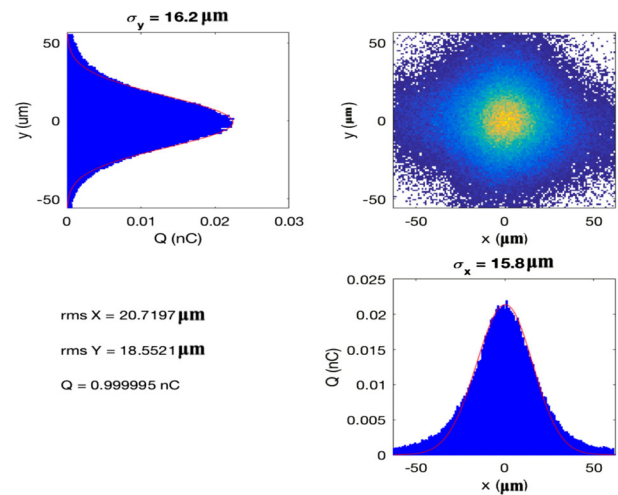 σy = 16.2 μm
50
0
-50
y (um)
0
0.01
0.02
0.03
Q (nC)
50
0
-50
y (μm)
-50
0
50
x (μm)
σx = 15.8 μm
0.025
0.02
0.015
0.01
0.005
0
Q (nC)
-50
0
50
x (μm)
rms X = 20.7197 μm
rms Y = 18.5521 μm
Q = 0.999995 nC